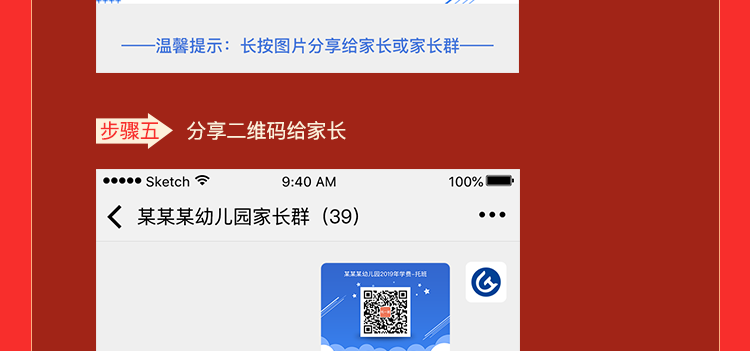 ——温馨提示：长按图片分享给家长或家长群——
步骤五 分享二维码给家长
Sketch 9:40 AM 100%
某某某幼儿园家长群（39）
某某某幼儿园2019年学费-托班